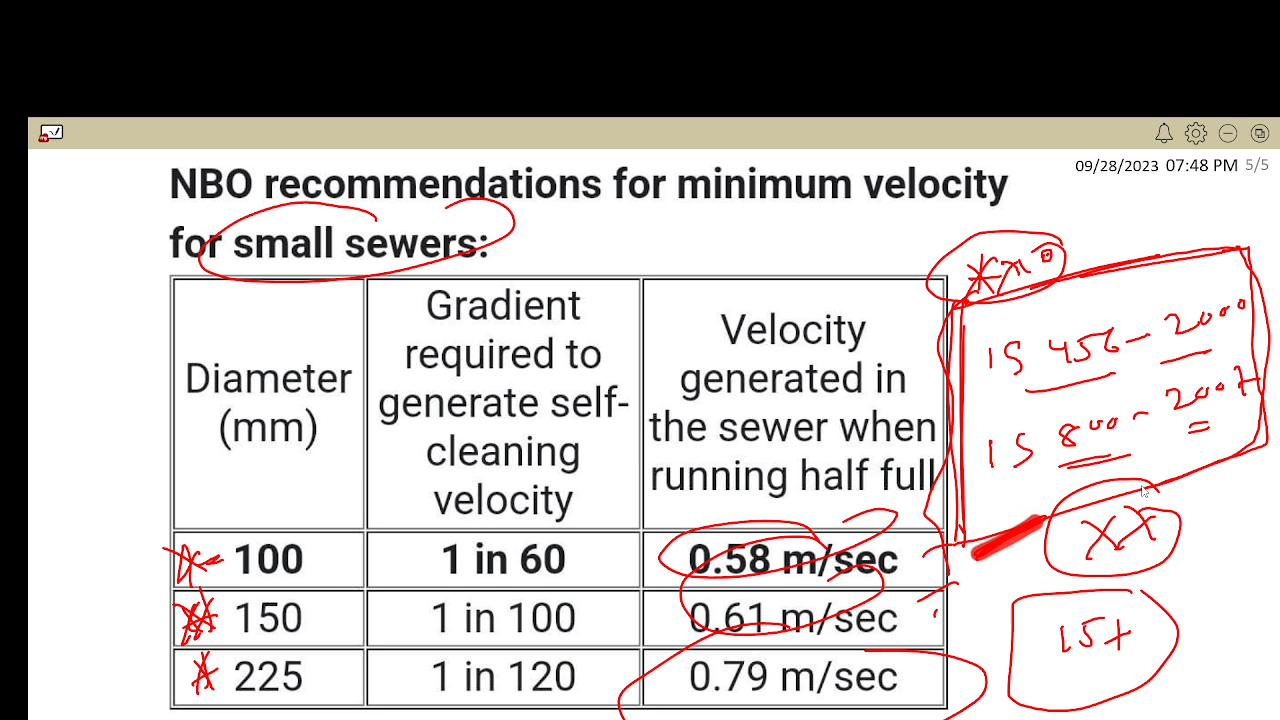 09/28/2023 07:48 PM 5/5
NBO recommendations for minimum velocity
for small sewers:
Diameter
(mm)
Gradient
required to
generate self-
cleaning
velocity
Velocity
generated in
the sewer when
running half full
100 1 in 60 0.58 m/sec
150 1 in 100 0.61 m/sec
225 1 in 120 0.79 m/sec
IS 456 - 2000
IS 800 - 2007
XX
15+